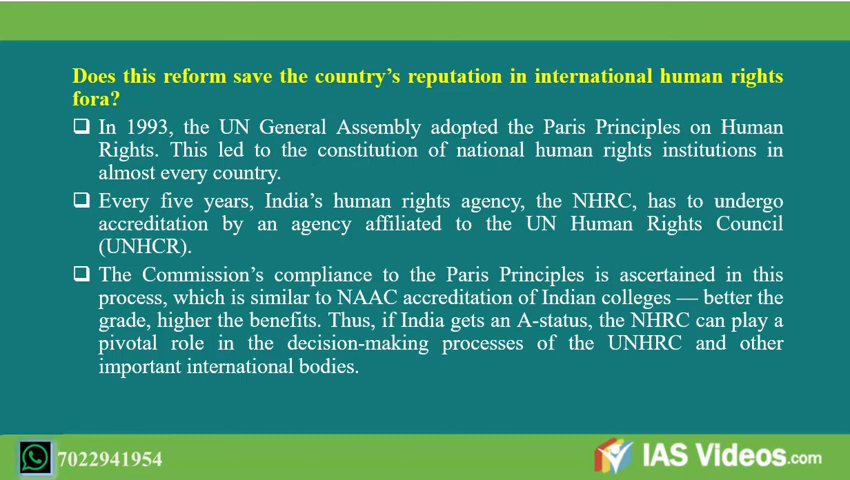 Does this reform save the country's reputation in international human rights
fora?
❑ In 1993, the UN General Assembly adopted the Paris Principles on Human
Rights. This led to the constitution of national human rights institutions in
almost every country.
❑ Every five years, India's human rights agency, the NHRC, has to undergo
accreditation by an agency affiliated to the UN Human Rights Council
(UNHCR).
❑ The Commission's compliance to the Paris Principles is ascertained in this
process, which is similar to NAAC accreditation of Indian colleges — better the
grade, higher the benefits. Thus, if India gets an A-status, the NHRC can play a
pivotal role in the decision-making processes of the UNHRC and other
important international bodies.
7022941954
IAS Videos.com